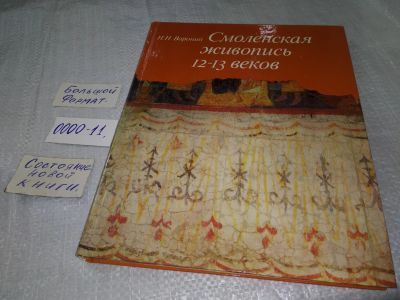 Н.Н. Воронин
Смоленская
живопись
12-13 веков
Большой
формат
0000-11.
Состояние
новой
книги